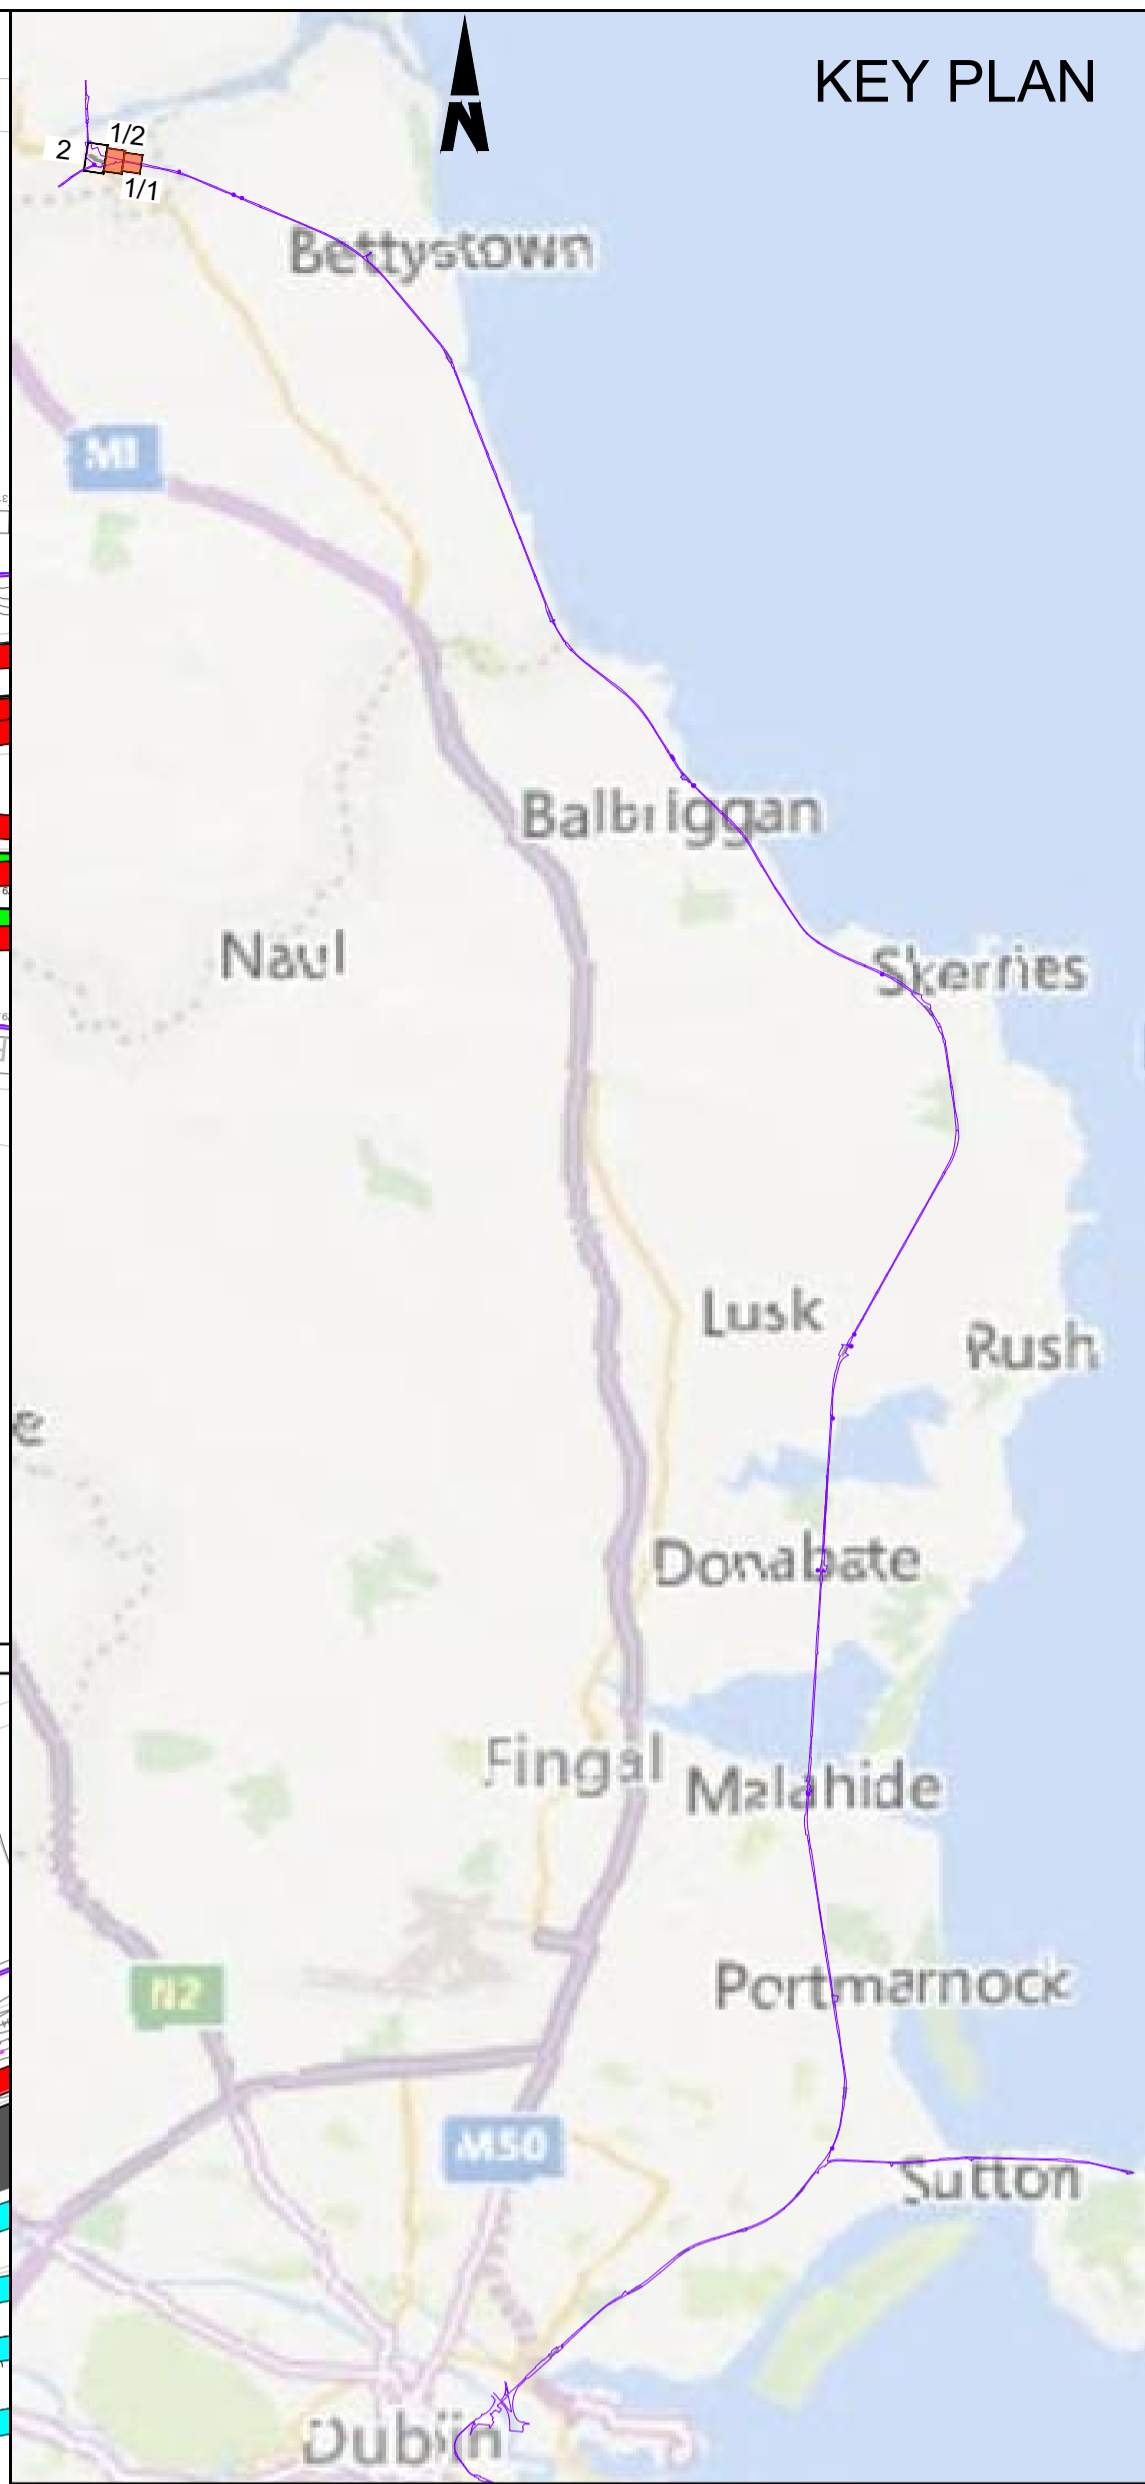 KEY PLAN
N
1/2
2
1/1
Bettystown
M1
Balbriggan
Naul
Skerries
Lusk
Rush
e
Donabate
Fingal
Malahide
Portmarnock
N2
M50
Sutton
Dublin